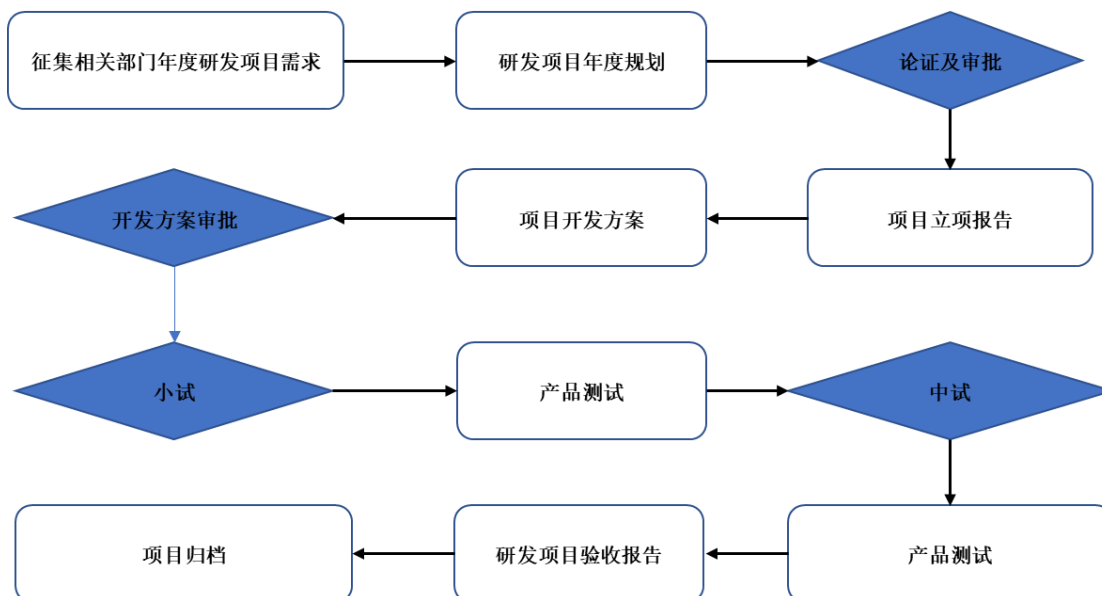 征集相关部门年度研发项目需求
研发项目年度规划
论证及审批
项目立项报告
项目开发方案
开发方案审批
小试
产品测试
中试
产品测试
研发项目验收报告
项目归档